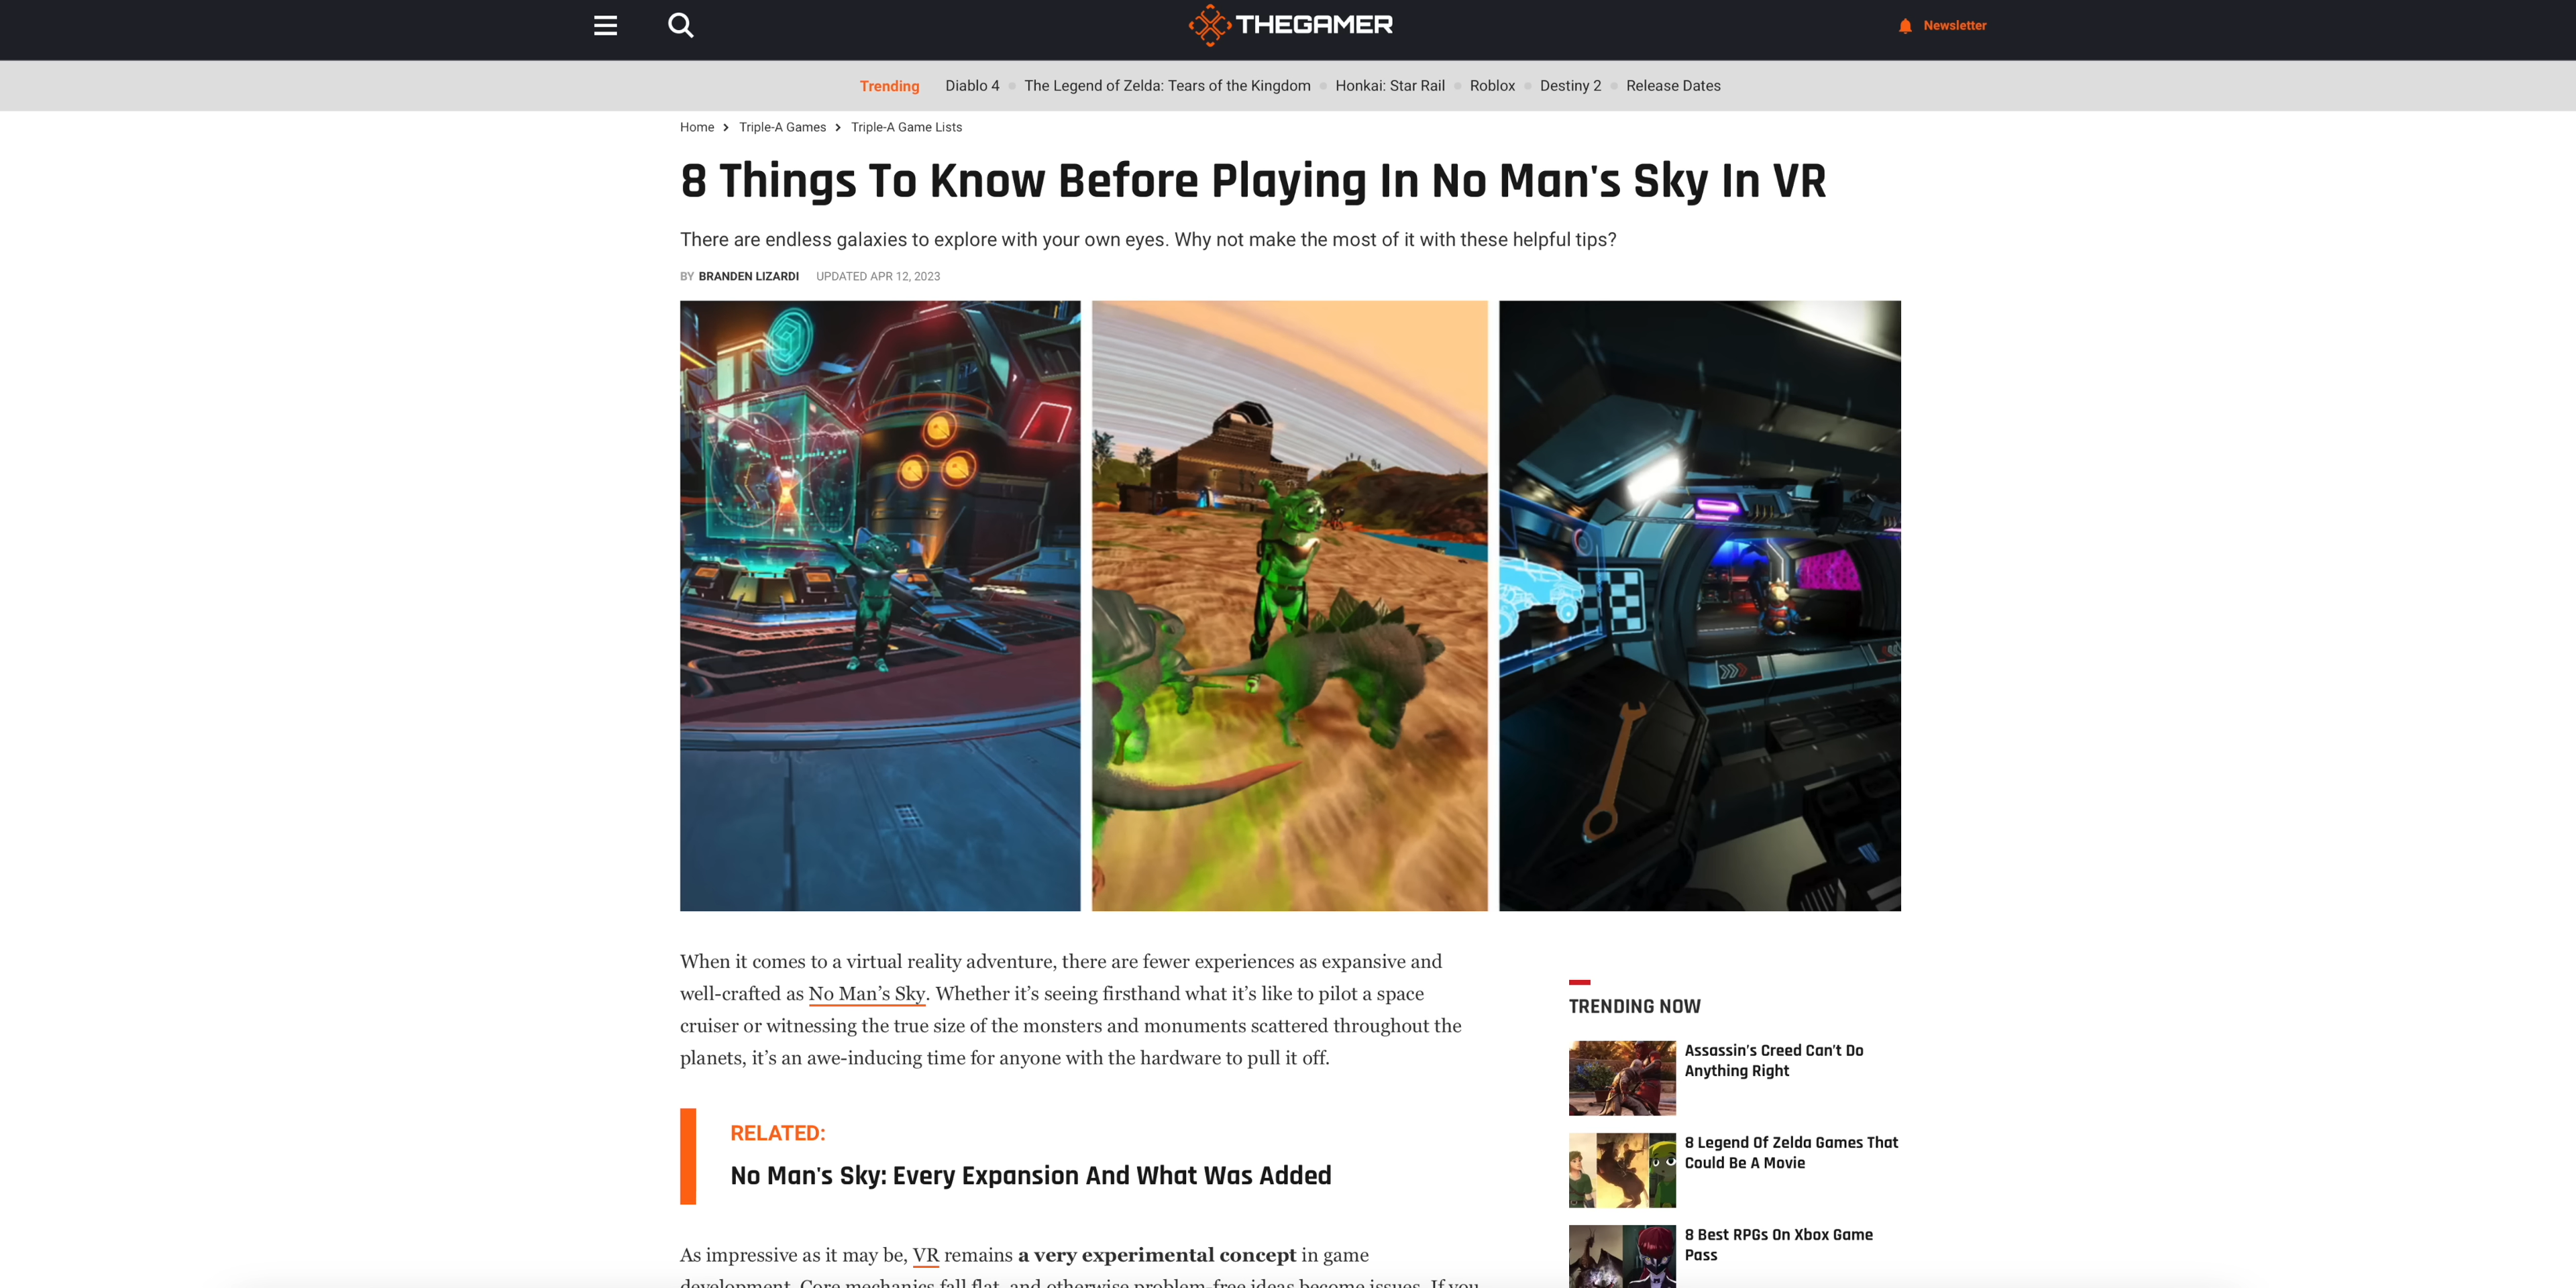 THEGAMER
Newsletter
Trending Diablo 4 The Legend of Zelda: Tears of the Kingdom Honkai: Star Rail Roblox Destiny 2 Release Dates
Home > Triple-A Games > Triple-A Game Lists
8 Things To Know Before Playing In No Man's Sky In VR
There are endless galaxies to explore with your own eyes. Why not make the most of it with these helpful tips?
BY BRANDEN LIZARDI UPDATED APR 12, 2023
When it comes to a virtual reality adventure, there are fewer experiences as expansive and
well-crafted as No Man’s Sky. Whether it’s seeing firsthand what it’s like to pilot a space
cruiser or witnessing the true size of the monsters and monuments scattered throughout the
planets, it’s an awe-inducing time for anyone with the hardware to pull it off.
RELATED:
No Man's Sky: Every Expansion And What Was Added
As impressive as it may be, VR remains a very experimental concept in game
development. Core mechanics fall flat, and otherwise problem-free ideas become issues. If you
TRENDING NOW
Assassin's Creed Can't Do
Anything Right
8 Legend Of Zelda Games That
Could Be A Movie
8 Best RPGs On Xbox Game
Pass